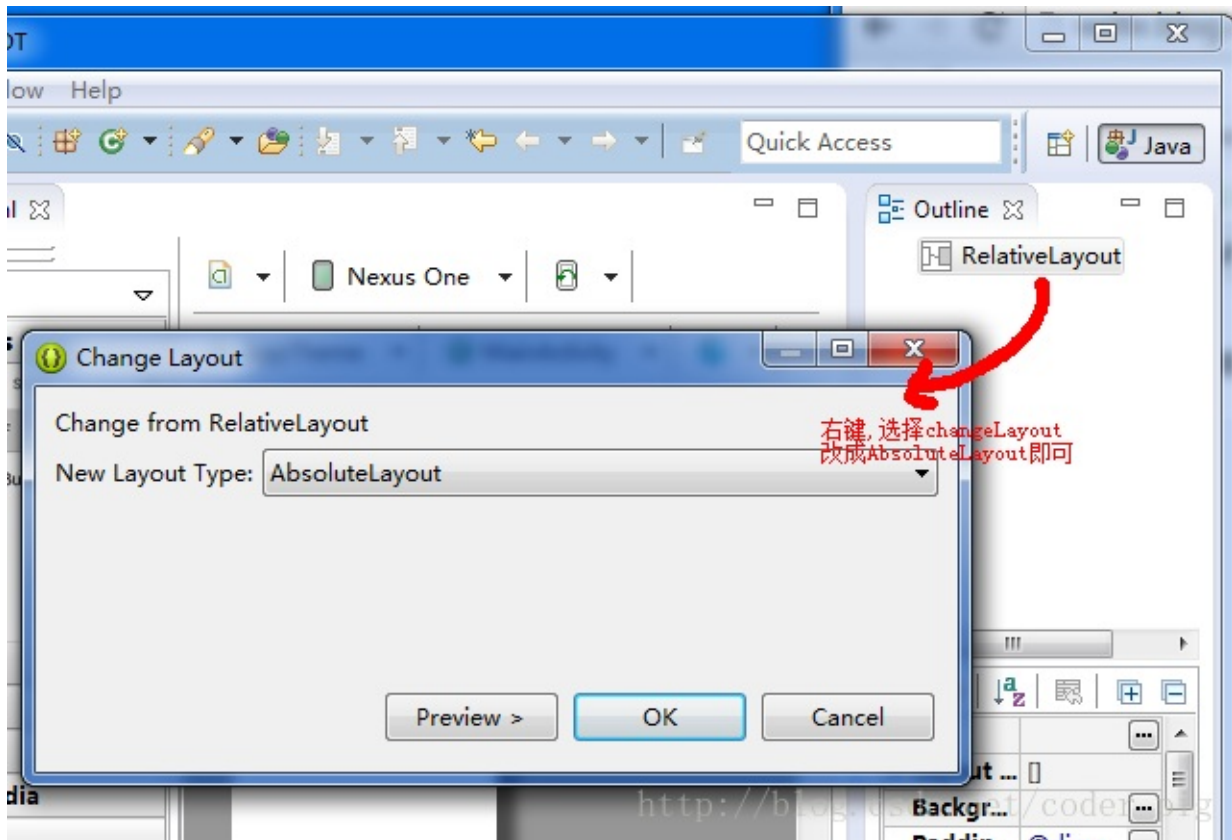 DT
low Help
Quick Access
Java
al
Outline
RelativeLayout
Nexus One
Change Layout
Change from RelativeLayout
右键,选择changeLayout
改成AbsoluteLayout即可
New Layout Type: AbsoluteLayout
Preview >
OK
Cancel
ut ... []
Backgr...
Paddin...
dia